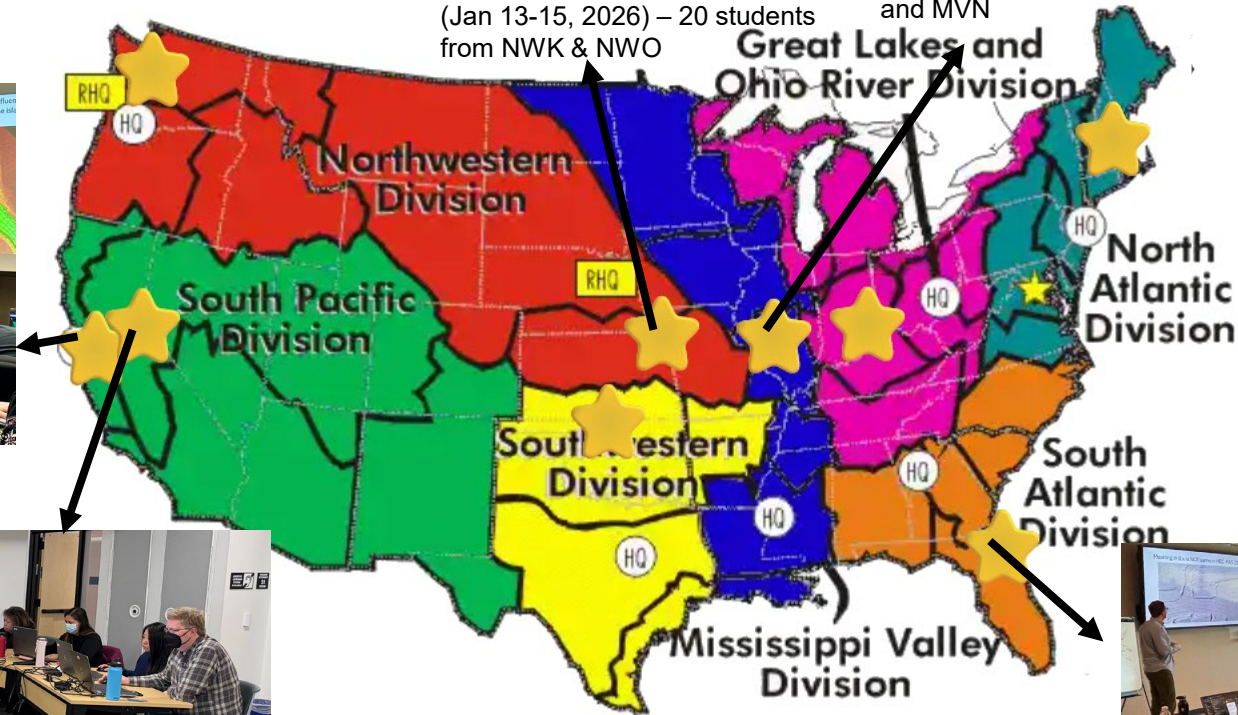 (Jan 13-15, 2026) – 20 students
from NWK & NWO
and MVN
Great Lakes and
Ohio River Division
RHQ
HQ
Northwestern
Division
HQ
North
Atlantic
Division
RHQ
HQ
South Pacific
Division
Division
South
Atlantic
Division
HQ
HQ
HQ
Mississippi Valley
Division